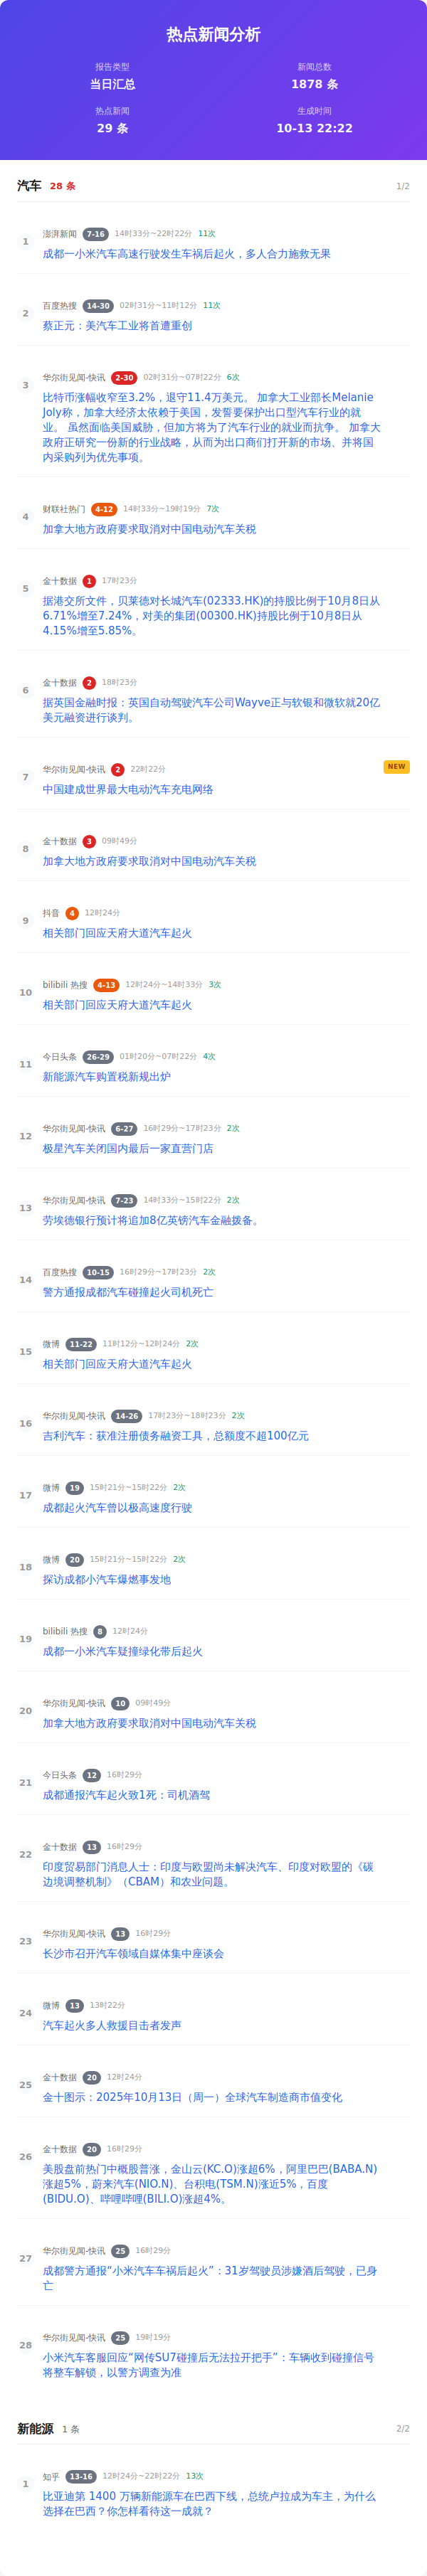 热点新闻分析
报告类型
当日汇总
新闻总数
1878 条
热点新闻
29 条
生成时间
10-13 22:22
汽车 28 条 1/2
1
澎湃新闻 7-16 14时33分~22时22分 11次
成都一小米汽车高速行驶发生车祸后起火，多人合力施救无果
2
百度热搜 14-30 02时31分~11时12分 11次
蔡正元：美汽车工业将首遭重创
3
华尔街见闻-快讯 2-30 02时31分~07时22分 6次
比特币涨幅收窄至3.2%，退守11.4万美元。 加拿大工业部长Melanie
Joly称，加拿大经济太依赖于美国，发誓要保护出口型汽车行业的就
业。 虽然面临美国威胁，但加方将为了汽车行业的就业而抗争。 加拿大
政府正研究一份新的行业战略，从而为出口商们打开新的市场、并将国
内采购列为优先事项。
4
财联社热门 4-12 14时33分~19时19分 7次
加拿大地方政府要求取消对中国电动汽车关税
5
金十数据 1 17时23分
据港交所文件，贝莱德对长城汽车(02333.HK)的持股比例于10月8日从
6.71%增至7.24%，对美的集团(00300.HK)持股比例于10月8日从
4.15%增至5.85%。
6
金十数据 2 18时23分
据英国金融时报：英国自动驾驶汽车公司Wayve正与软银和微软就20亿
美元融资进行谈判。
7
华尔街见闻-快讯 2 22时22分 NEW
中国建成世界最大电动汽车充电网络
8
金十数据 3 09时49分
加拿大地方政府要求取消对中国电动汽车关税
9
抖音 4 12时24分
相关部门回应天府大道汽车起火
10
bilibili 热搜 4-13 12时24分~14时33分 3次
相关部门回应天府大道汽车起火
11
今日头条 26-29 01时20分~07时22分 4次
新能源汽车购置税新规出炉
12
华尔街见闻-快讯 6-27 16时29分~17时23分 2次
极星汽车关闭国内最后一家直营门店
13
华尔街见闻-快讯 7-23 14时33分~15时22分 2次
劳埃德银行预计将追加8亿英镑汽车金融拨备。
14
百度热搜 10-15 16时29分~17时23分 2次
警方通报成都汽车碰撞起火司机死亡
15
微博 11-22 11时12分~12时24分 2次
相关部门回应天府大道汽车起火
16
华尔街见闻-快讯 14-26 17时23分~18时23分 2次
吉利汽车：获准注册债务融资工具，总额度不超100亿元
17
微博 19 15时21分~15时22分 2次
成都起火汽车曾以极高速度行驶
18
微博 20 15时21分~15时22分 2次
探访成都小汽车爆燃事发地
19
bilibili 热搜 8 12时24分
成都一小米汽车疑撞绿化带后起火
20
华尔街见闻-快讯 10 09时49分
加拿大地方政府要求取消对中国电动汽车关税
21
今日头条 12 16时29分
成都通报汽车起火致1死：司机酒驾
22
金十数据 13 16时29分
印度贸易部门消息人士：印度与欧盟尚未解决汽车、印度对欧盟的《碳
边境调整机制》（CBAM）和农业问题。
23
华尔街见闻-快讯 13 16时29分
长沙市召开汽车领域自媒体集中座谈会
24
微博 13 13时22分
汽车起火多人救援目击者发声
25
金十数据 20 12时24分
金十图示：2025年10月13日（周一）全球汽车制造商市值变化
26
金十数据 20 16时29分
美股盘前热门中概股普涨，金山云(KC.O)涨超6%，阿里巴巴(BABA.N)
涨超5%，蔚来汽车(NIO.N)、台积电(TSM.N)涨近5%，百度
(BIDU.O)、哔哩哔哩(BILI.O)涨超4%。
27
华尔街见闻-快讯 25 16时29分
成都警方通报“小米汽车车祸后起火”：31岁驾驶员涉嫌酒后驾驶，已身
亡
28
华尔街见闻-快讯 25 19时19分
小米汽车客服回应“网传SU7碰撞后无法拉开把手”：车辆收到碰撞信号
将整车解锁，以警方调查为准
新能源 1 条 2/2
1
知乎 13-16 12时24分~22时22分 13次
比亚迪第 1400 万辆新能源车在巴西下线，总统卢拉成为车主，为什么
选择在巴西？你怎样看待这一成就？